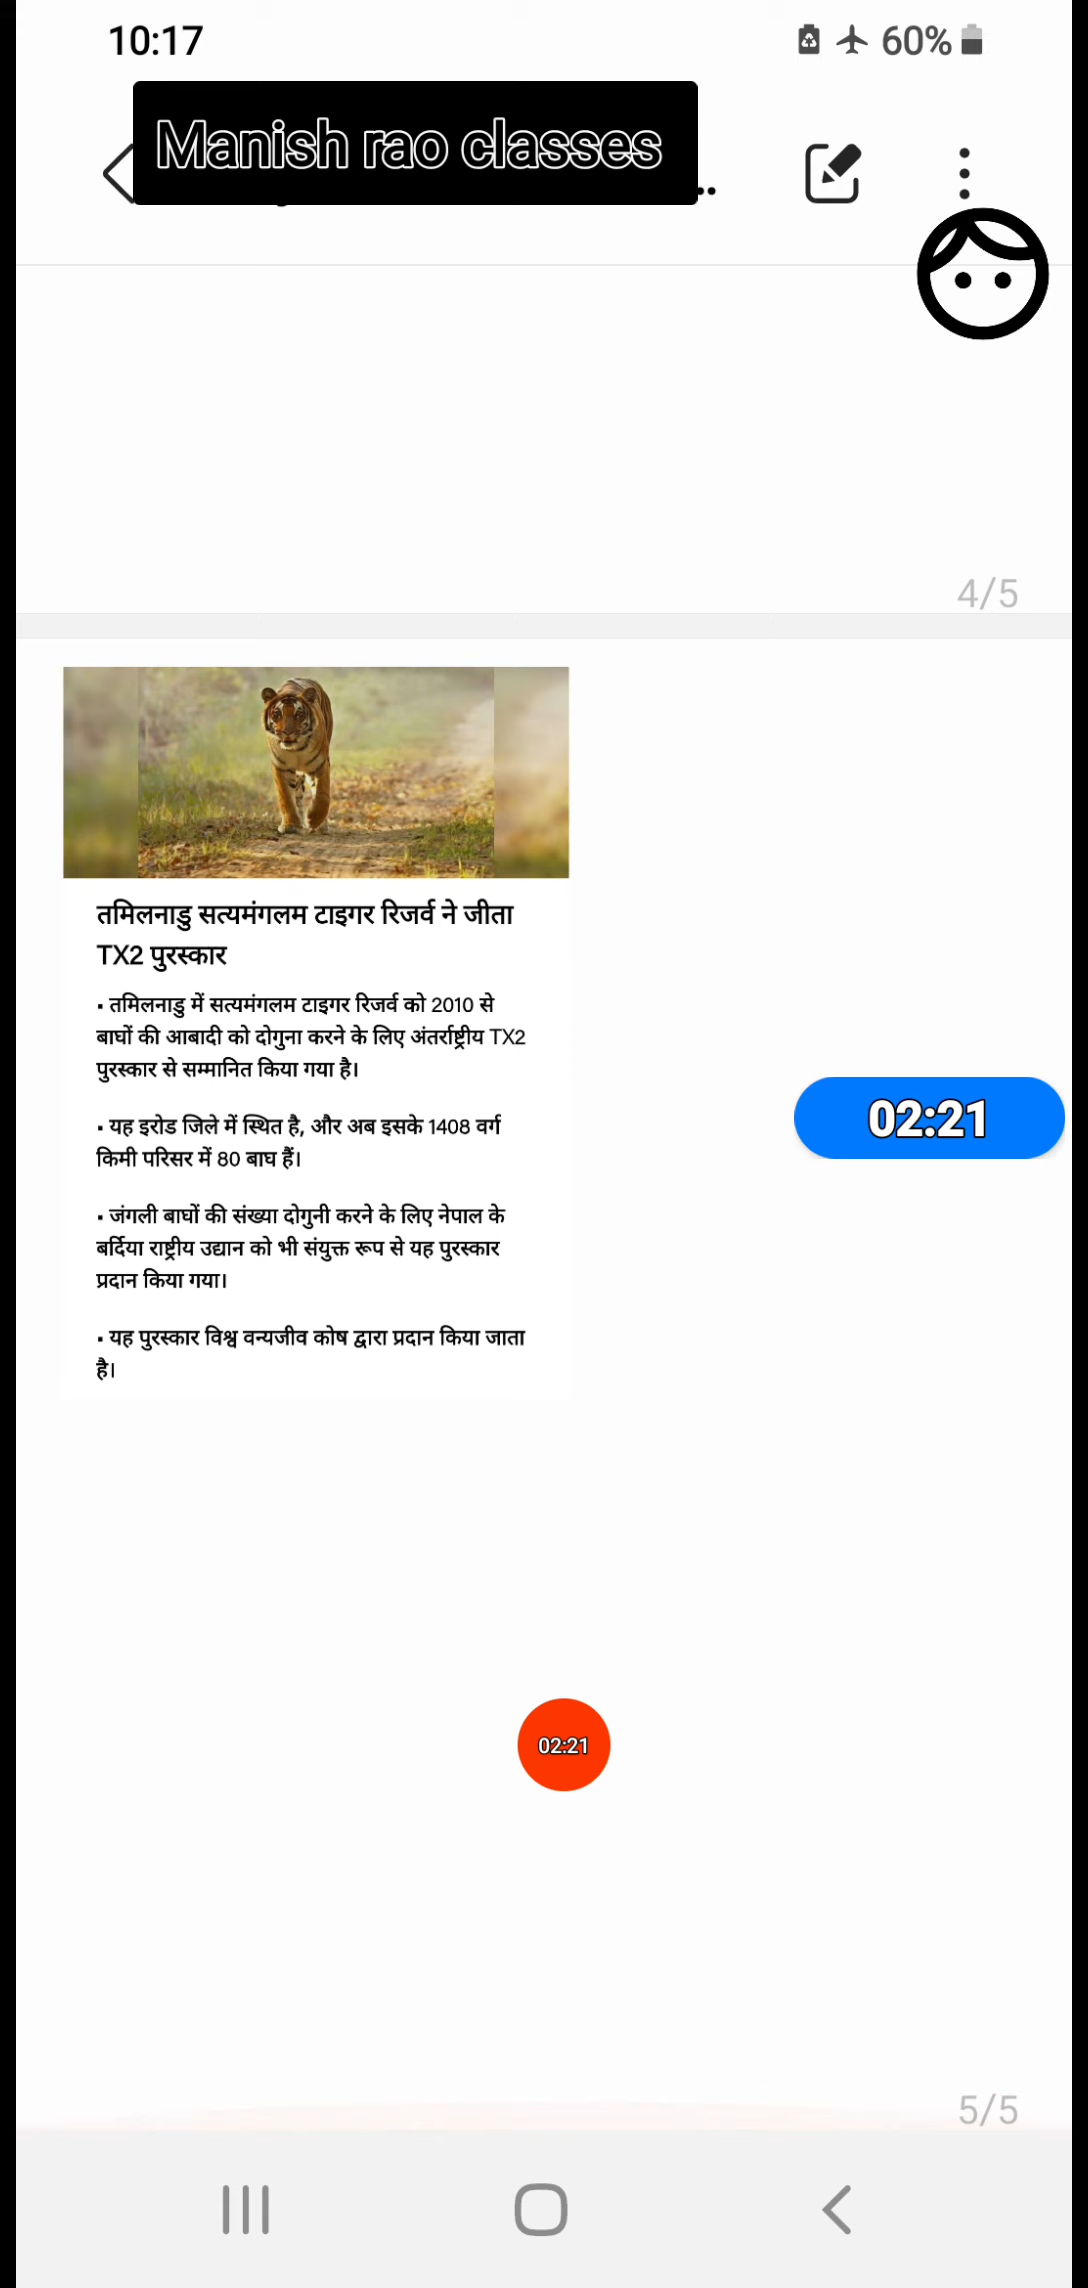 10:17
60%
Manish rao classes
..
4/5
तमिलनाडु सत्यमंगलम टाइगर रिजर्व ने जीता
TX2 पुरस्कार
▪ तमिलनाडु में सत्यमंगलम टाइगर रिजर्व को 2010 से
बाघों की आबादी को दोगुना करने के लिए अंतर्राष्ट्रीय TX2
पुरस्कार से सम्मानित किया गया है।
▪ यह इरोड जिले में स्थित है, और अब इसके 1408 वर्ग
किमी परिसर में 80 बाघ हैं।
02:21
▪ जंगली बाघों की संख्या दोगुनी करने के लिए नेपाल के
बर्दिया राष्ट्रीय उद्यान को भी संयुक्त रूप से यह पुरस्कार
प्रदान किया गया।
▪ यह पुरस्कार विश्व वन्यजीव कोष द्वारा प्रदान किया जाता
है।
02:21
5/5